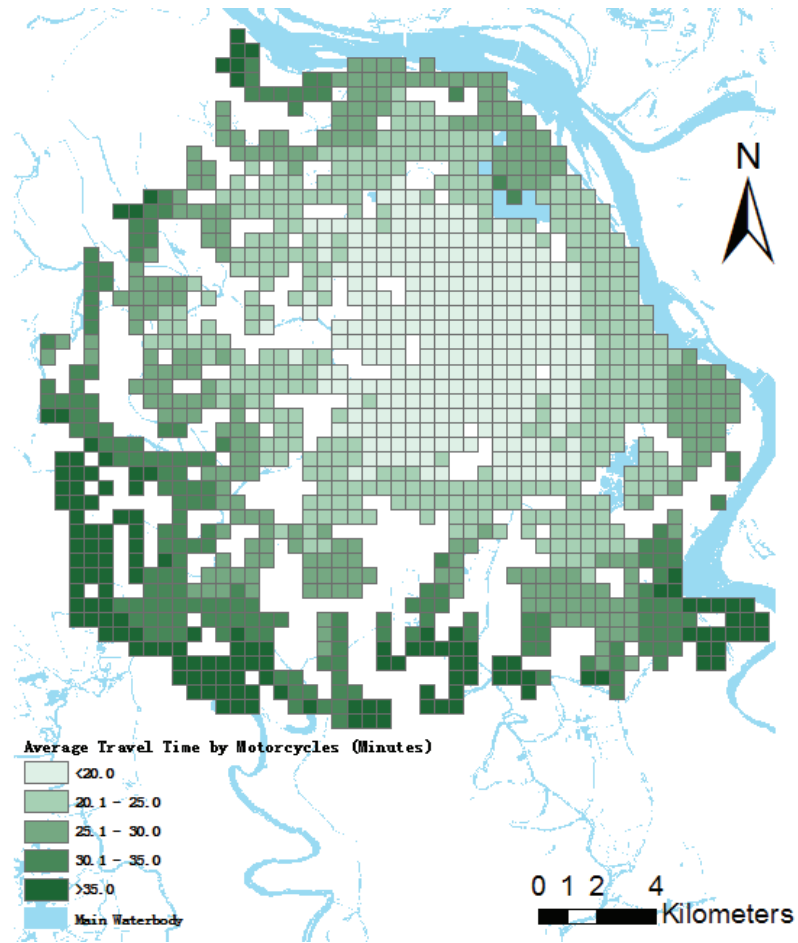 N
Average Travel Time by Motorcycles (Minutes)
<20.0
20.1 - 25.0
25.1 - 30.0
30.1 - 35.0
>35.0
Main Waterbody
0 1 2 4
Kilometers